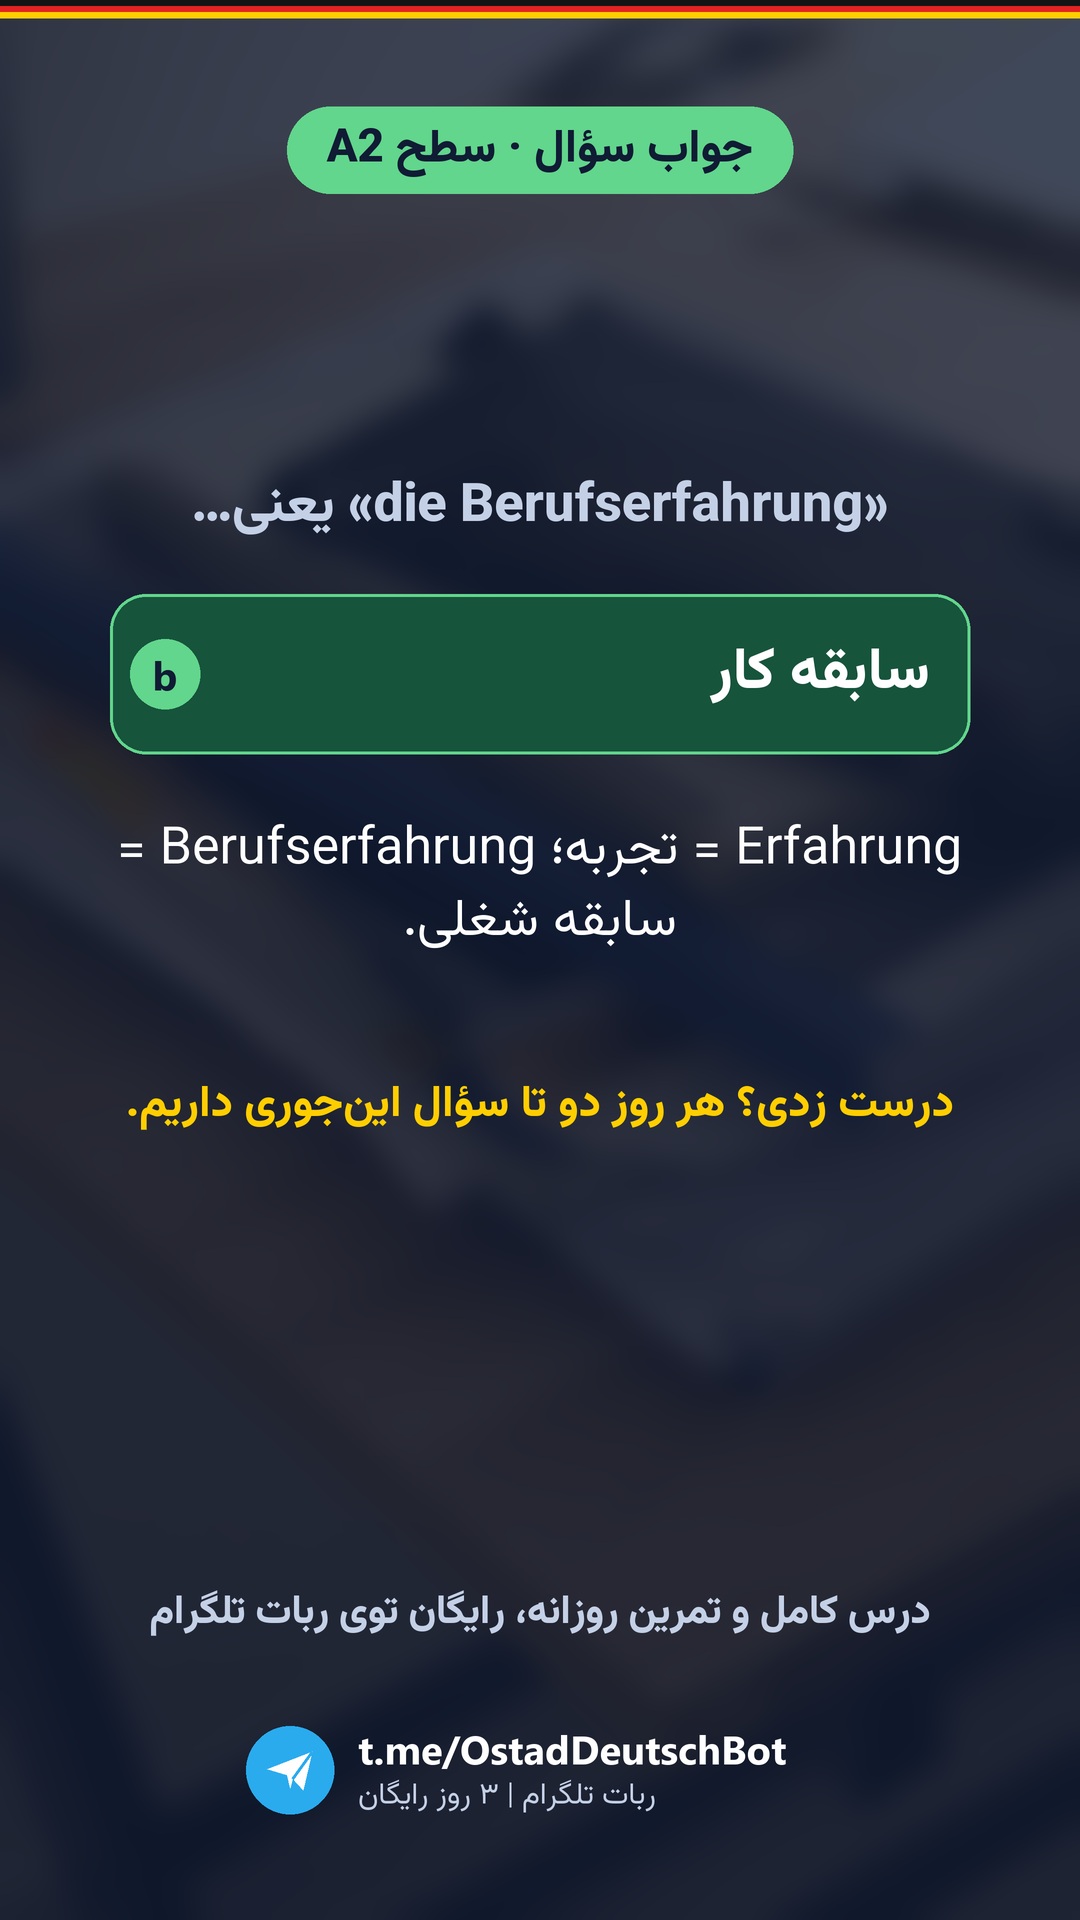 جواب سؤال · سطح A2
«die Berufserfahrung» یعنی...
سابقه کار
b
Erfahrung = تجربه؛ Berufserfahrung =
سابقه شغلی.
درست زدی؟ هر روز دو تا سؤال این‌جوری داریم.
درس کامل و تمرین روزانه، رایگان توی ربات تلگرام
t.me/OstadDeutschBot
ربات تلگرام | ۳ روز رایگان